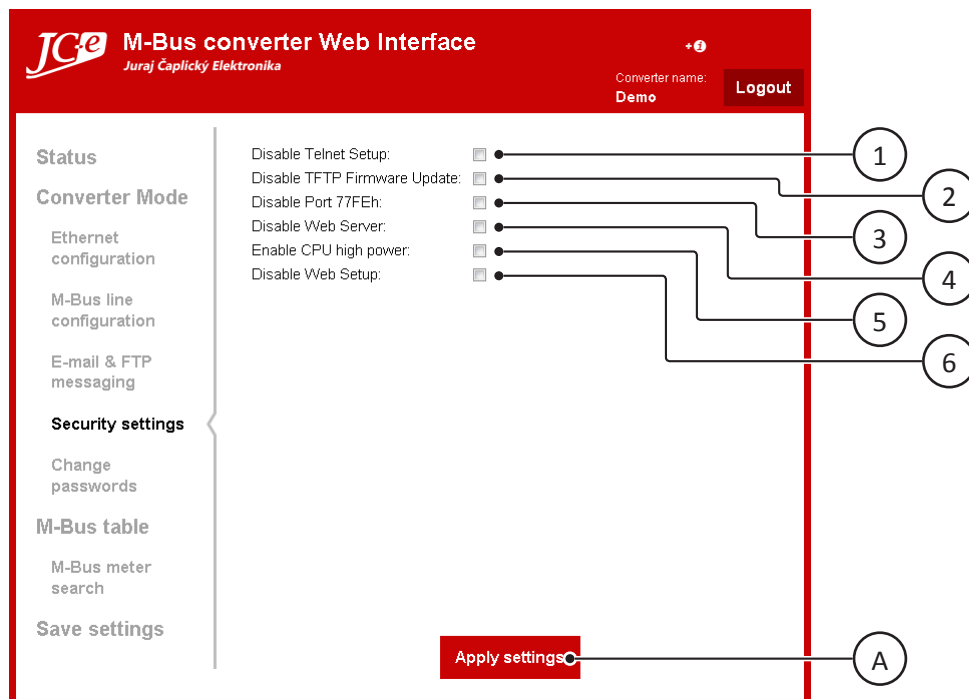 JC-e
M-Bus converter Web Interface
Juraj Čaplický Elektronika
+i
Converter name:
Demo
Logout
Status
Converter Mode
Ethernet
configuration
M-Bus line
configuration
E-mail & FTP
messaging
Security settings
Change
passwords
M-Bus table
M-Bus meter
search
Save settings
Disable Telnet Setup:
Disable TFTP Firmware Update:
Disable Port 77FEh:
Disable Web Server:
Enable CPU high power:
Disable Web Setup:
1
2
3
4
5
6
Apply settings
A